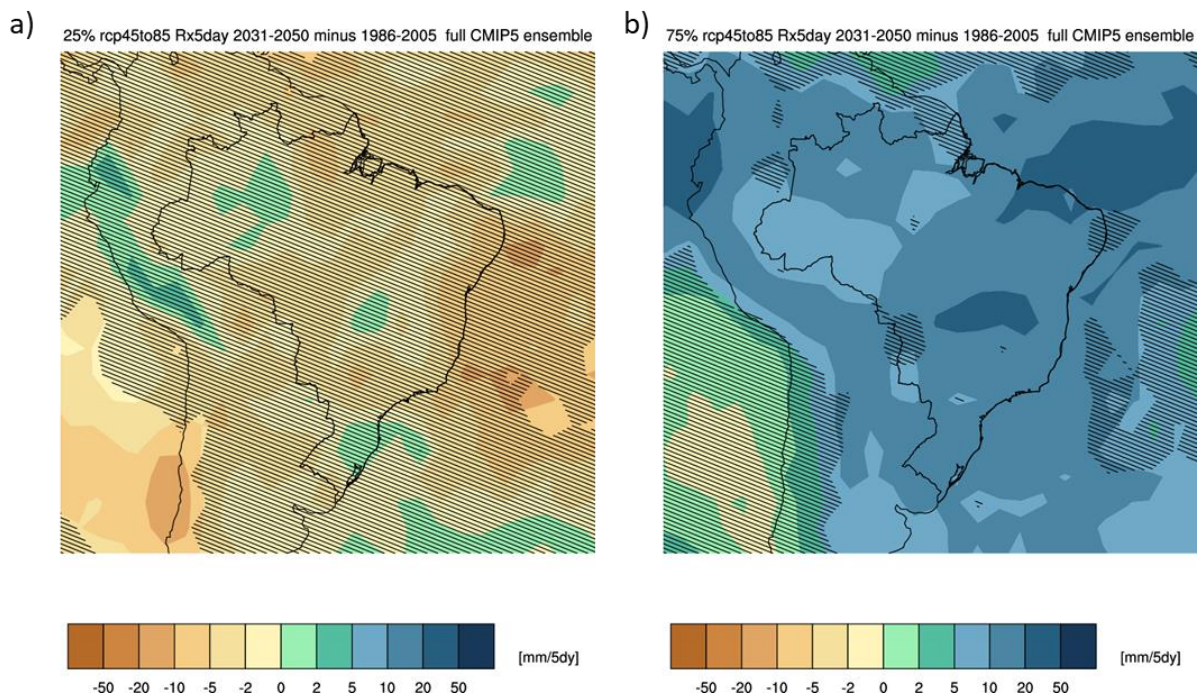 a)
25% rcp45to85 Rx5day 2031-2050 minus 1986-2005 full CMIP5 ensemble
b)
75% rcp45to85 Rx5day 2031-2050 minus 1986-2005 full CMIP5 ensemble
[mm/5dy]
-50 -20 -10 -5 -2 0 2 5 10 20 50
[mm/5dy]
-50 -20 -10 -5 -2 0 2 5 10 20 50